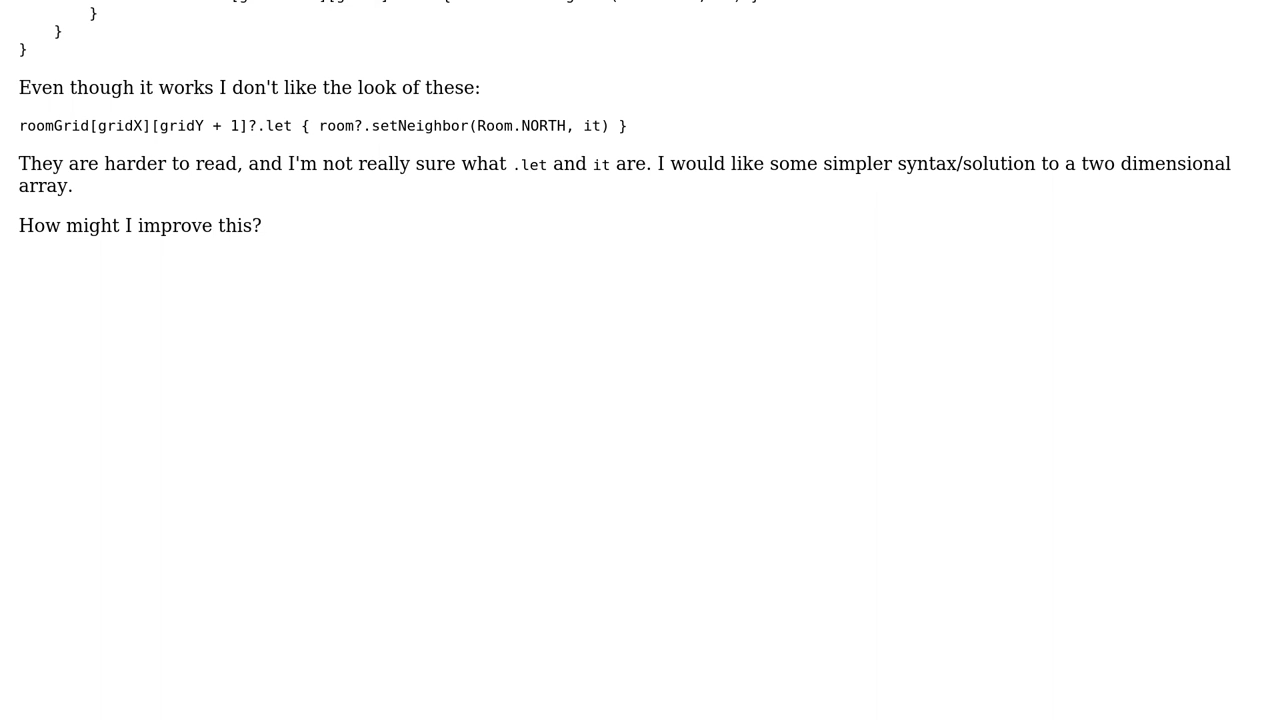 }
}
}
Even though it works I don't like the look of these:
roomGrid[gridX][gridY + 1]?.let { room?.setNeighbor(Room.NORTH, it) }
They are harder to read, and I'm not really sure what .let and it are. I would like some simpler syntax/solution to a two dimensional
array.
How might I improve this?